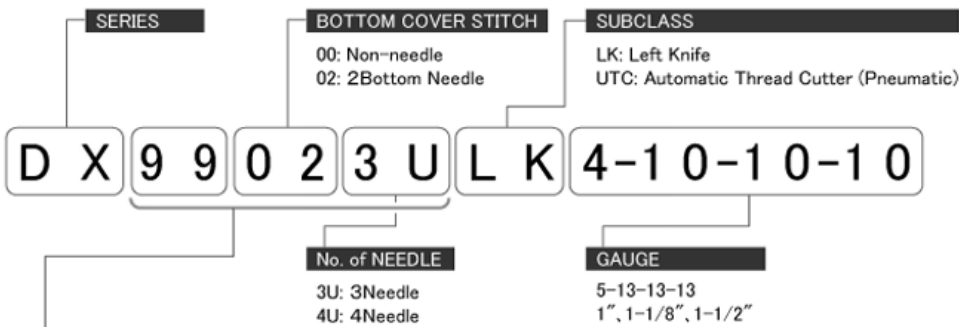 SERIES
BOTTOM COVER STITCH
SUBCLASS
00: Non-needle
02: 2Bottom Needle
LK: Left Knife
UTC: Automatic Thread Cutter (Pneumatic)
D X 9 9 0 2 3 U L K 4-1 0-1 0-1 0
No. of NEEDLE
GAUGE
3U: 3Needle
4U: 4Needle
5-13-13-13
1″、1-1/8″、1-1/2″